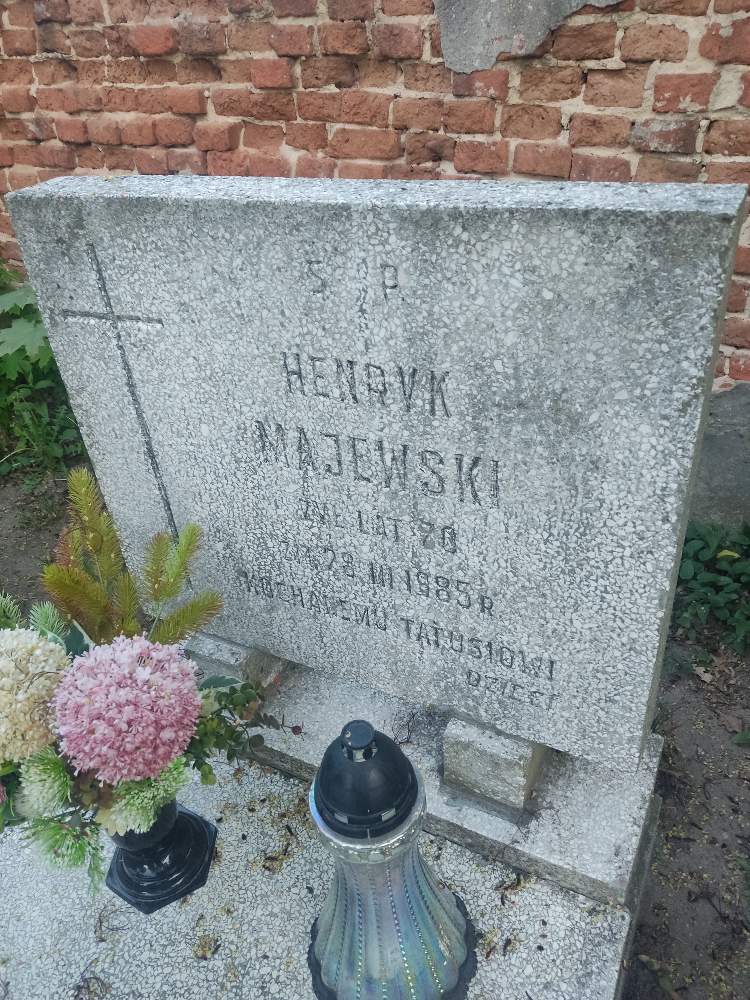 Ś. P.
HENRYK
MAJEWSKI
ŻYŁ LAT 70
ZM. 28 III 1985 R
KOCHANEMU TATUSIOWI
DZIECI